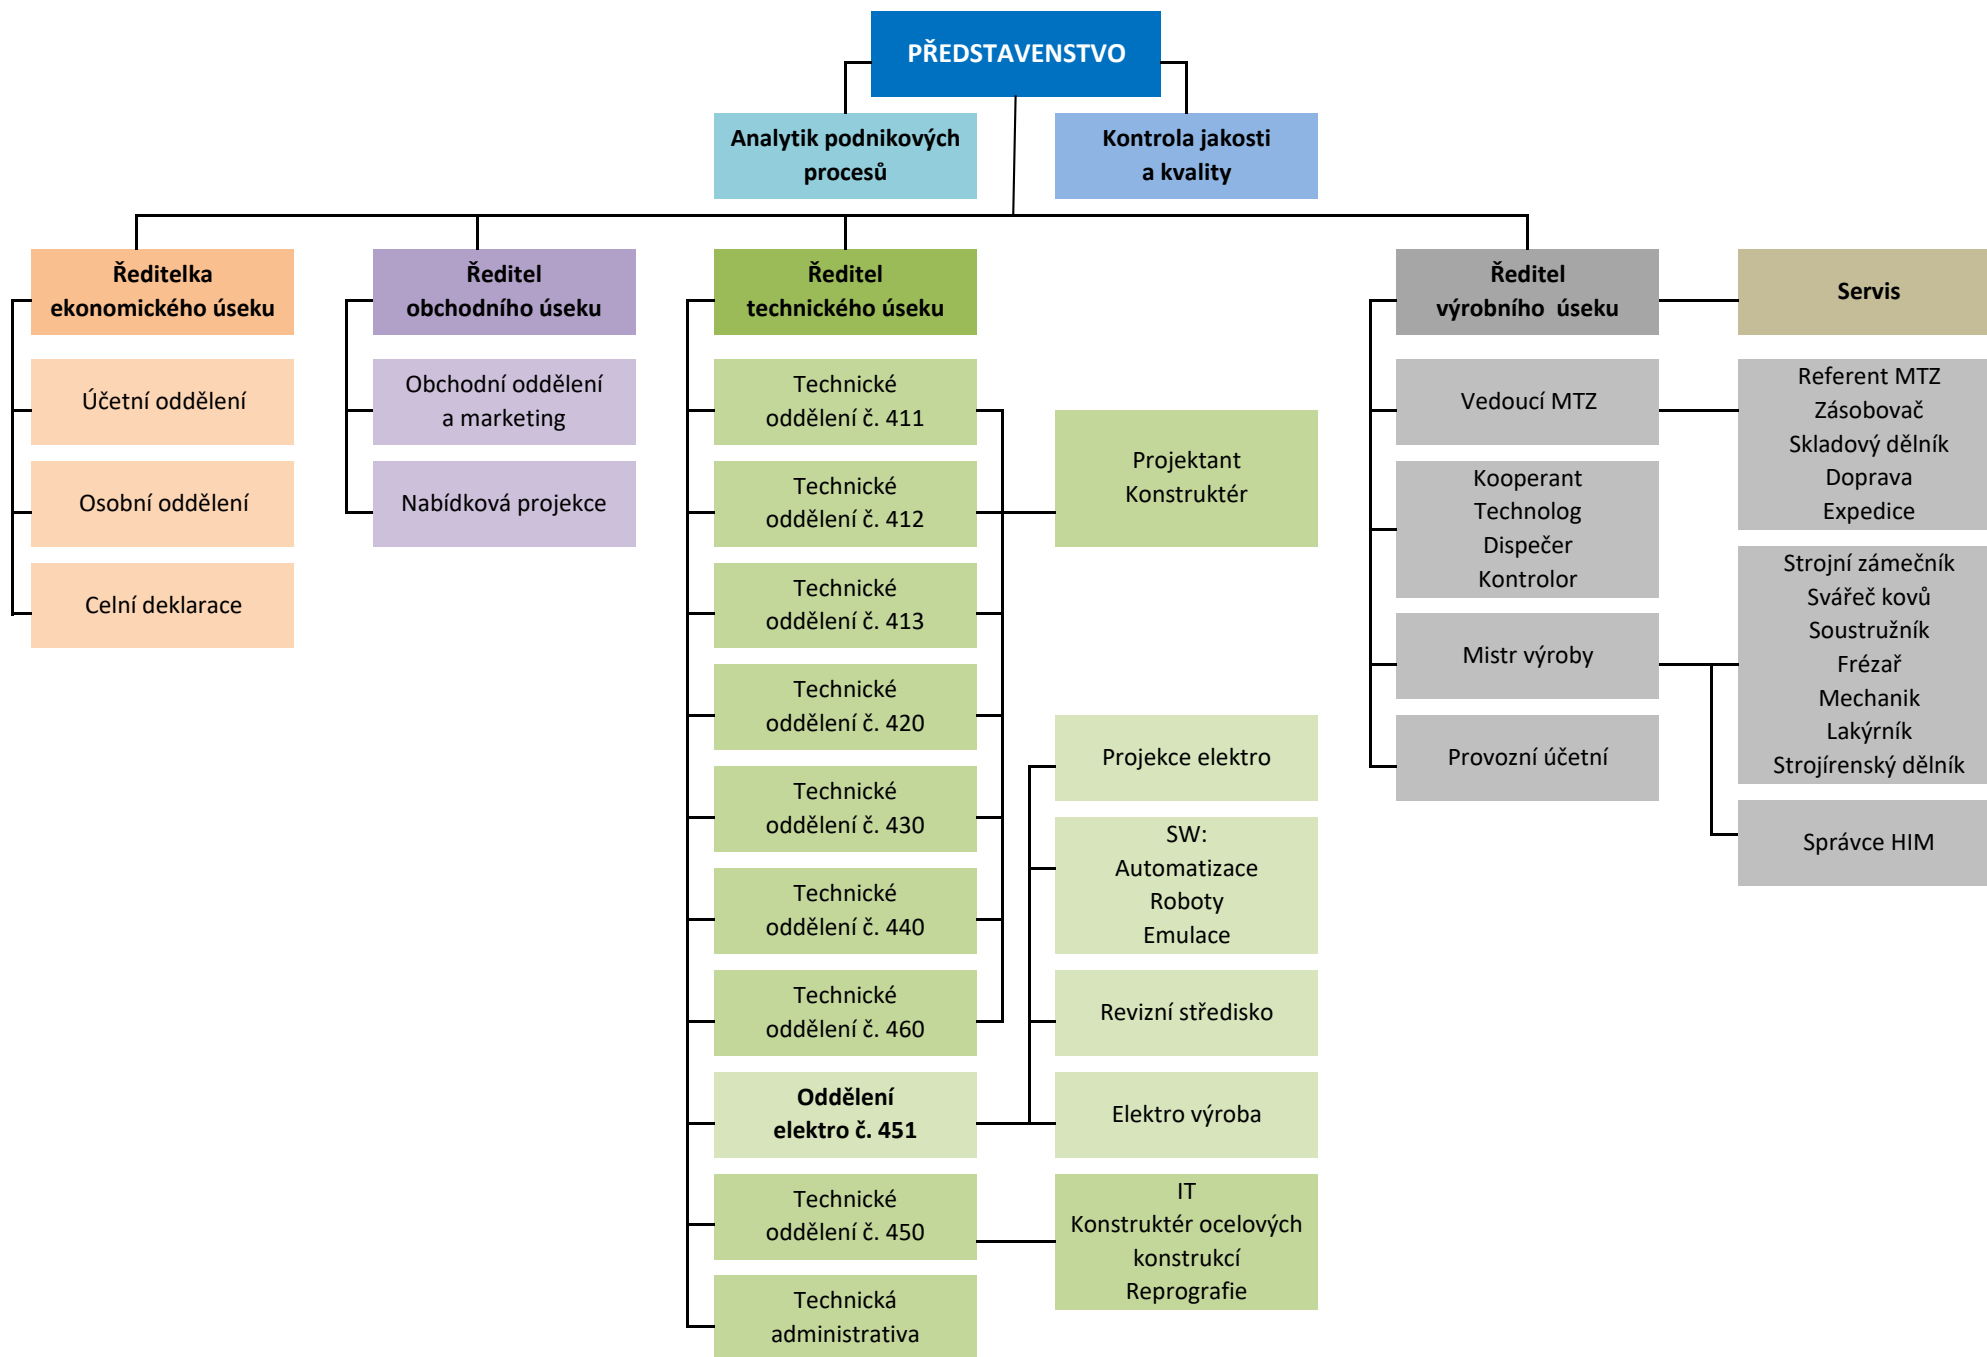 PŘEDSTAVENSTVO
Analytik podnikových
procesů
Kontrola jakosti
a kvality
Ředitelka
ekonomického úseku
Účetní oddělení
Osobní oddělení
Celní deklarace
Ředitel
obchodního úseku
Obchodní oddělení
a marketing
Nabídková projekce
Ředitel
technického úseku
Technické
oddělení č. 411
Technické
oddělení č. 412
Technické
oddělení č. 413
Technické
oddělení č. 420
Technické
oddělení č. 430
Technické
oddělení č. 440
Technické
oddělení č. 460
Oddělení
elektro č. 451
Technické
oddělení č. 450
Technická
administrativa
Projektant
Konstruktér
Projekce elektro
SW:
Automatizace
Roboty
Emulace
Revizní středisko
Elektro výroba
IT
Konstruktér ocelových
konstrukcí
Reprografie
Ředitel
výrobního  úseku
Vedoucí MTZ
Kooperant
Technolog
Dispečer
Kontrolor
Mistr výroby
Provozní účetní
Servis
Referent MTZ
Zásobovač
Skladový dělník
Doprava
Expedice
Strojní zámečník
Svářeč kovů
Soustružník
Frézař
Mechanik
Lakýrník
Strojírenský dělník
Správce HIM